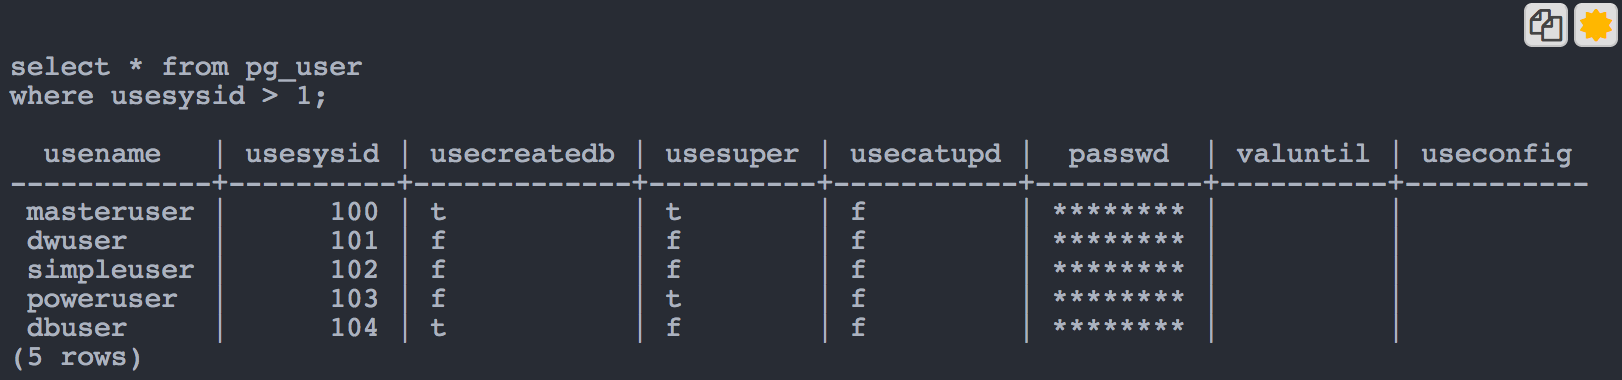 select * from pg_user
where usesysid > 1;
  usename   | usesysid | usecreatedb | usesuper | usecatupd |  passwd  | valuntil | useconfig
------------+----------+-------------+----------+-----------+----------+----------+-----------
 masteruser |      100 | t           | t        | f         | ******** |          |
 dwuser     |      101 | f           | f        | f         | ******** |          |
 simpleuser |      102 | f           | f        | f         | ******** |          |
 poweruser  |      103 | f           | t        | f         | ******** |          |
 dbuser     |      104 | t           | f        | f         | ******** |          |
(5 rows)